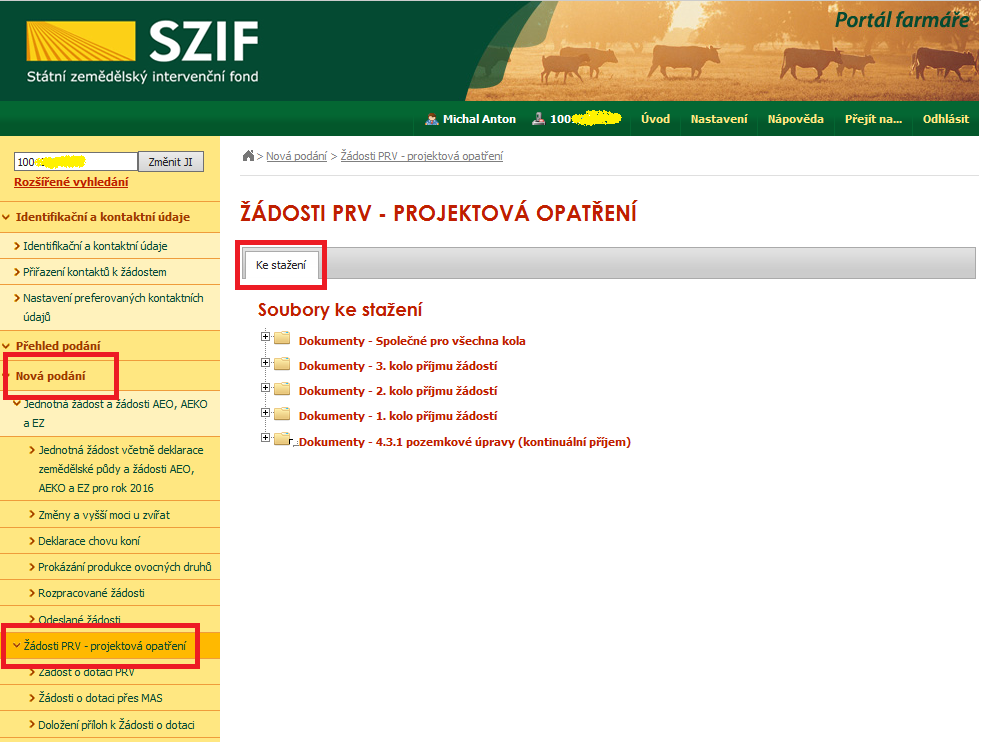 SZIF
Státní zemědělský intervenční fond
Portál farmáře
Michal Anton
100
Úvod
Nastavení
Nápověda
Přejít na...
Odhlásit
100
Změnit JI
Rozšířené vyhledání
Identifikační a kontaktní údaje
Identifikační a kontaktní údaje
Přiřazení kontaktů k žádostem
Nastavení preferovaných kontaktních
údajů
Přehled podání
Nová podání
Jednotná žádost a žádosti AEO, AEKO
a EZ
Jednotná žádost včetně deklarace
zemědělské půdy a žádosti AEO,
AEKO a EZ pro rok 2016
Změny a vyšší moci u zvířat
Deklarace chovu koní
Prokázání produkce ovocných druhů
Rozpracované žádosti
Odeslané žádosti
Žádosti PRV - projektová opatření
Žádost o dotaci PRV
Žádosti o dotaci přes MAS
Doložení příloh k Žádosti o dotaci
> Nová podání > Žádosti PRV - projektová opatření
ŽÁDOSTI PRV - PROJEKTOVÁ OPATŘENÍ
Ke stažení
Soubory ke stažení
Dokumenty - Společné pro všechna kola
Dokumenty - 3. kolo příjmu žádostí
Dokumenty - 2. kolo příjmu žádostí
Dokumenty - 1. kolo příjmu žádostí
Dokumenty - 4.3.1 pozemkové úpravy (kontinuální příjem)